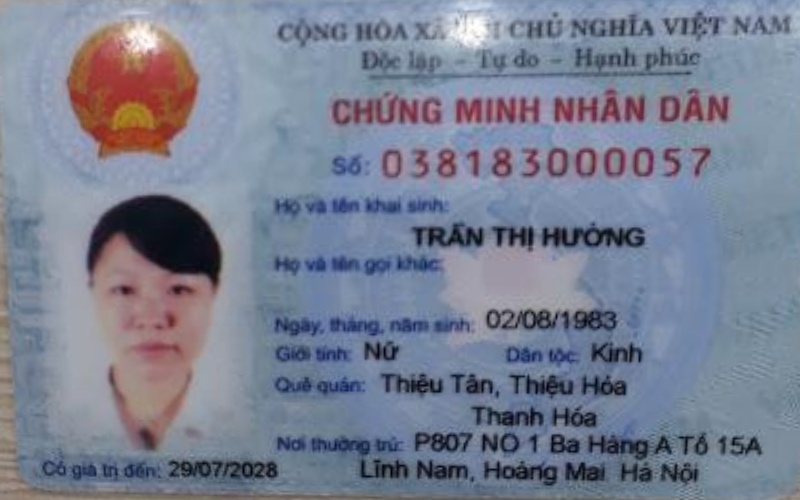 CỘNG HÒA XÃ HỘI CHỦ NGHĨA VIỆT NAM
Độc lập - Tự do - Hạnh phúc
CHỨNG MINH NHÂN DÂN
Số: 038183000057
Họ và tên khai sinh:
TRẦN THỊ HƯỜNG
Họ và tên gọi khác:
Ngày, tháng, năm sinh: 02/08/1983
Giới tính: Nữ Dân tộc: Kinh
Quê quán: Thiệu Tân, Thiệu Hóa
Thanh Hóa
Nơi thường trú: P807 NO 1 Ba Hàng A Tổ 15A
Có giá trị đến: 29/07/2028 Lĩnh Nam, Hoàng Mai Hà Nội